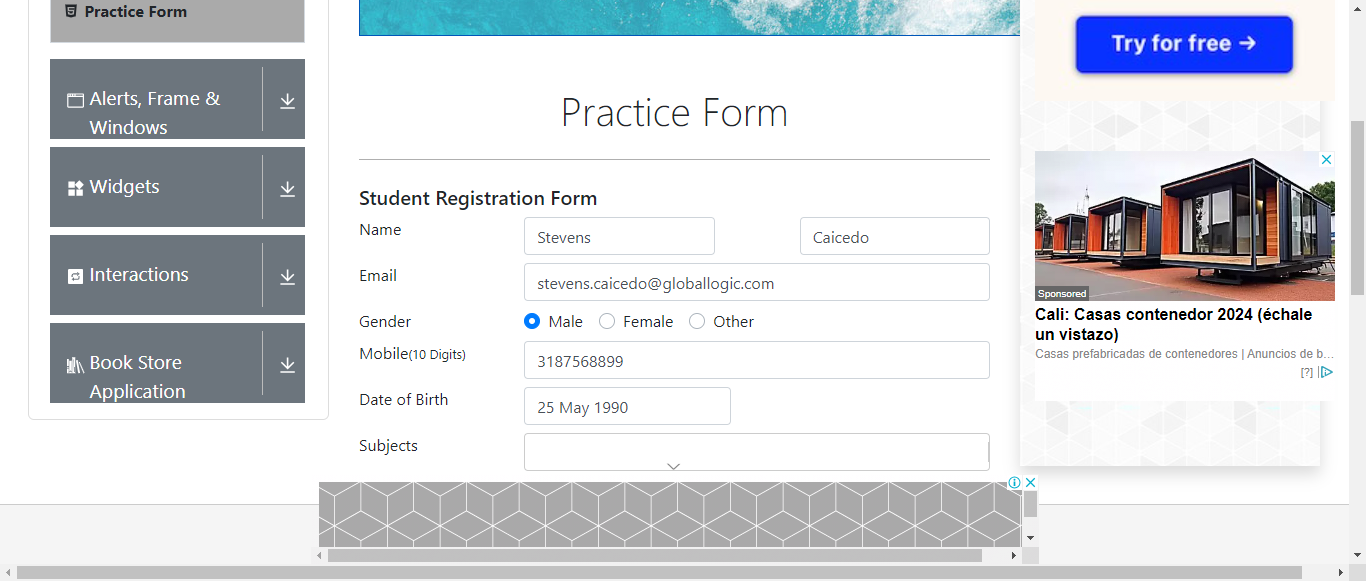 Practice Form
Alerts, Frame &
Windows
Widgets
Interactions
Book Store
Application
Practice Form
Student Registration Form
Name
Stevens
Caicedo
Email
stevens.caicedo@globallogic.com
Gender
Male
Female
Other
Mobile(10 Digits)
3187568899
Date of Birth
25 May 1990
Subjects
Try for free →
Sponsored
Cali: Casas contenedor 2024 (échale
un vistazo)
Casas prefabricadas de contenedores | Anuncios de b...
[?]